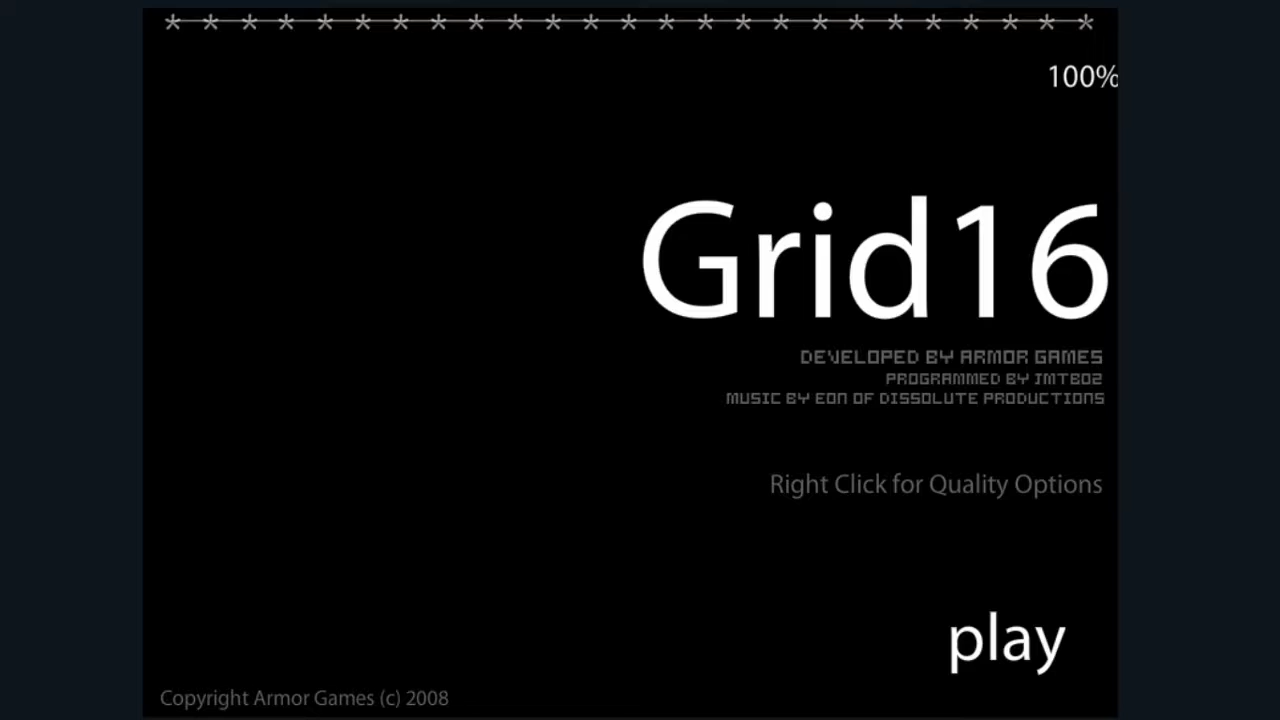 * * * * * * * * * * * * * * * * * * * * * * * * *
100%
Grid16
DEVELOPED BY ARMOR GAMES
PROGRAMMED BY JMTB02
MUSIC BY EON OF DISSOLUTE PRODUCTIONS
Right Click for Quality Options
play
Copyright Armor Games (c) 2008